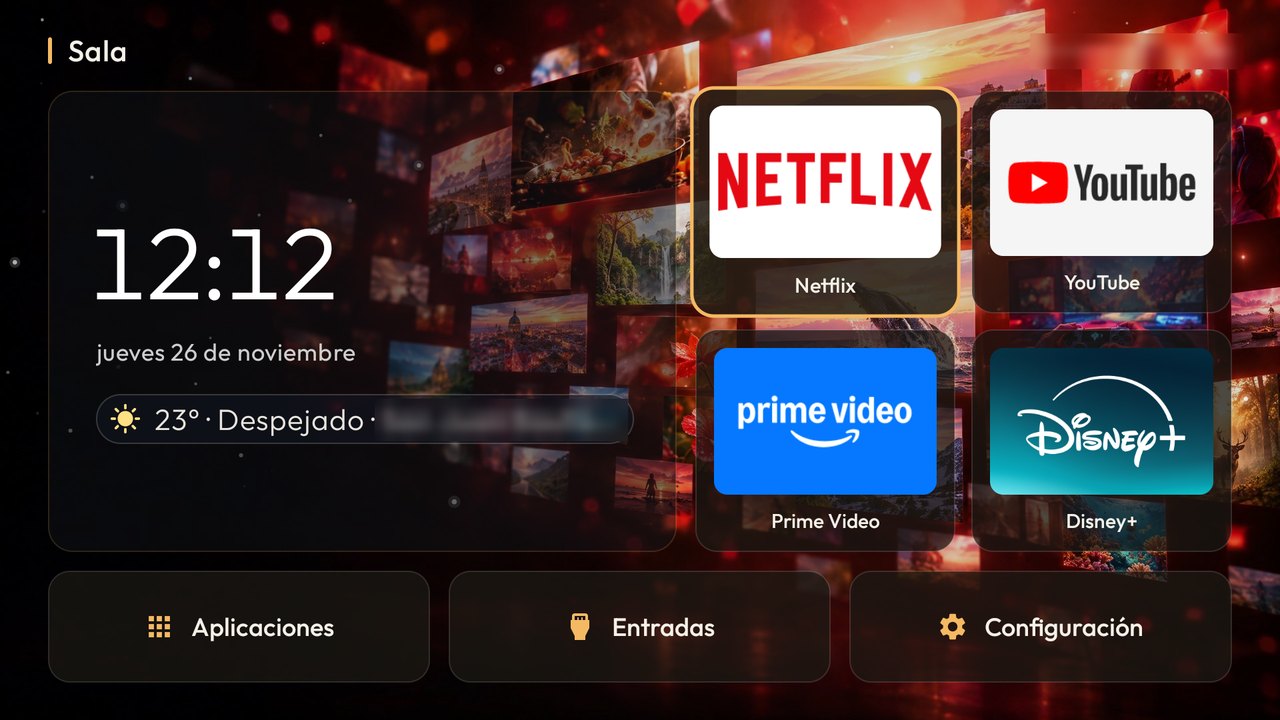 Sala
12:12
jueves 26 de noviembre
23° · Despejado ·
NETFLIX
Netflix
YouTube
YouTube
prime video
Prime Video
Disney+
Disney+
Aplicaciones
Entradas
Configuración